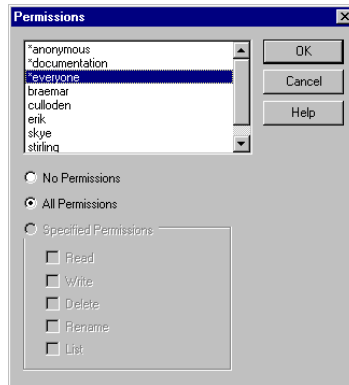 Permissions
*anonymous
*documentation
*everyone
braemar
culloden
erik
skye
stirling
OK
Cancel
Help
No Permissions
All Permissions
Specified Permissions
Read
Write
Delete
Rename
List